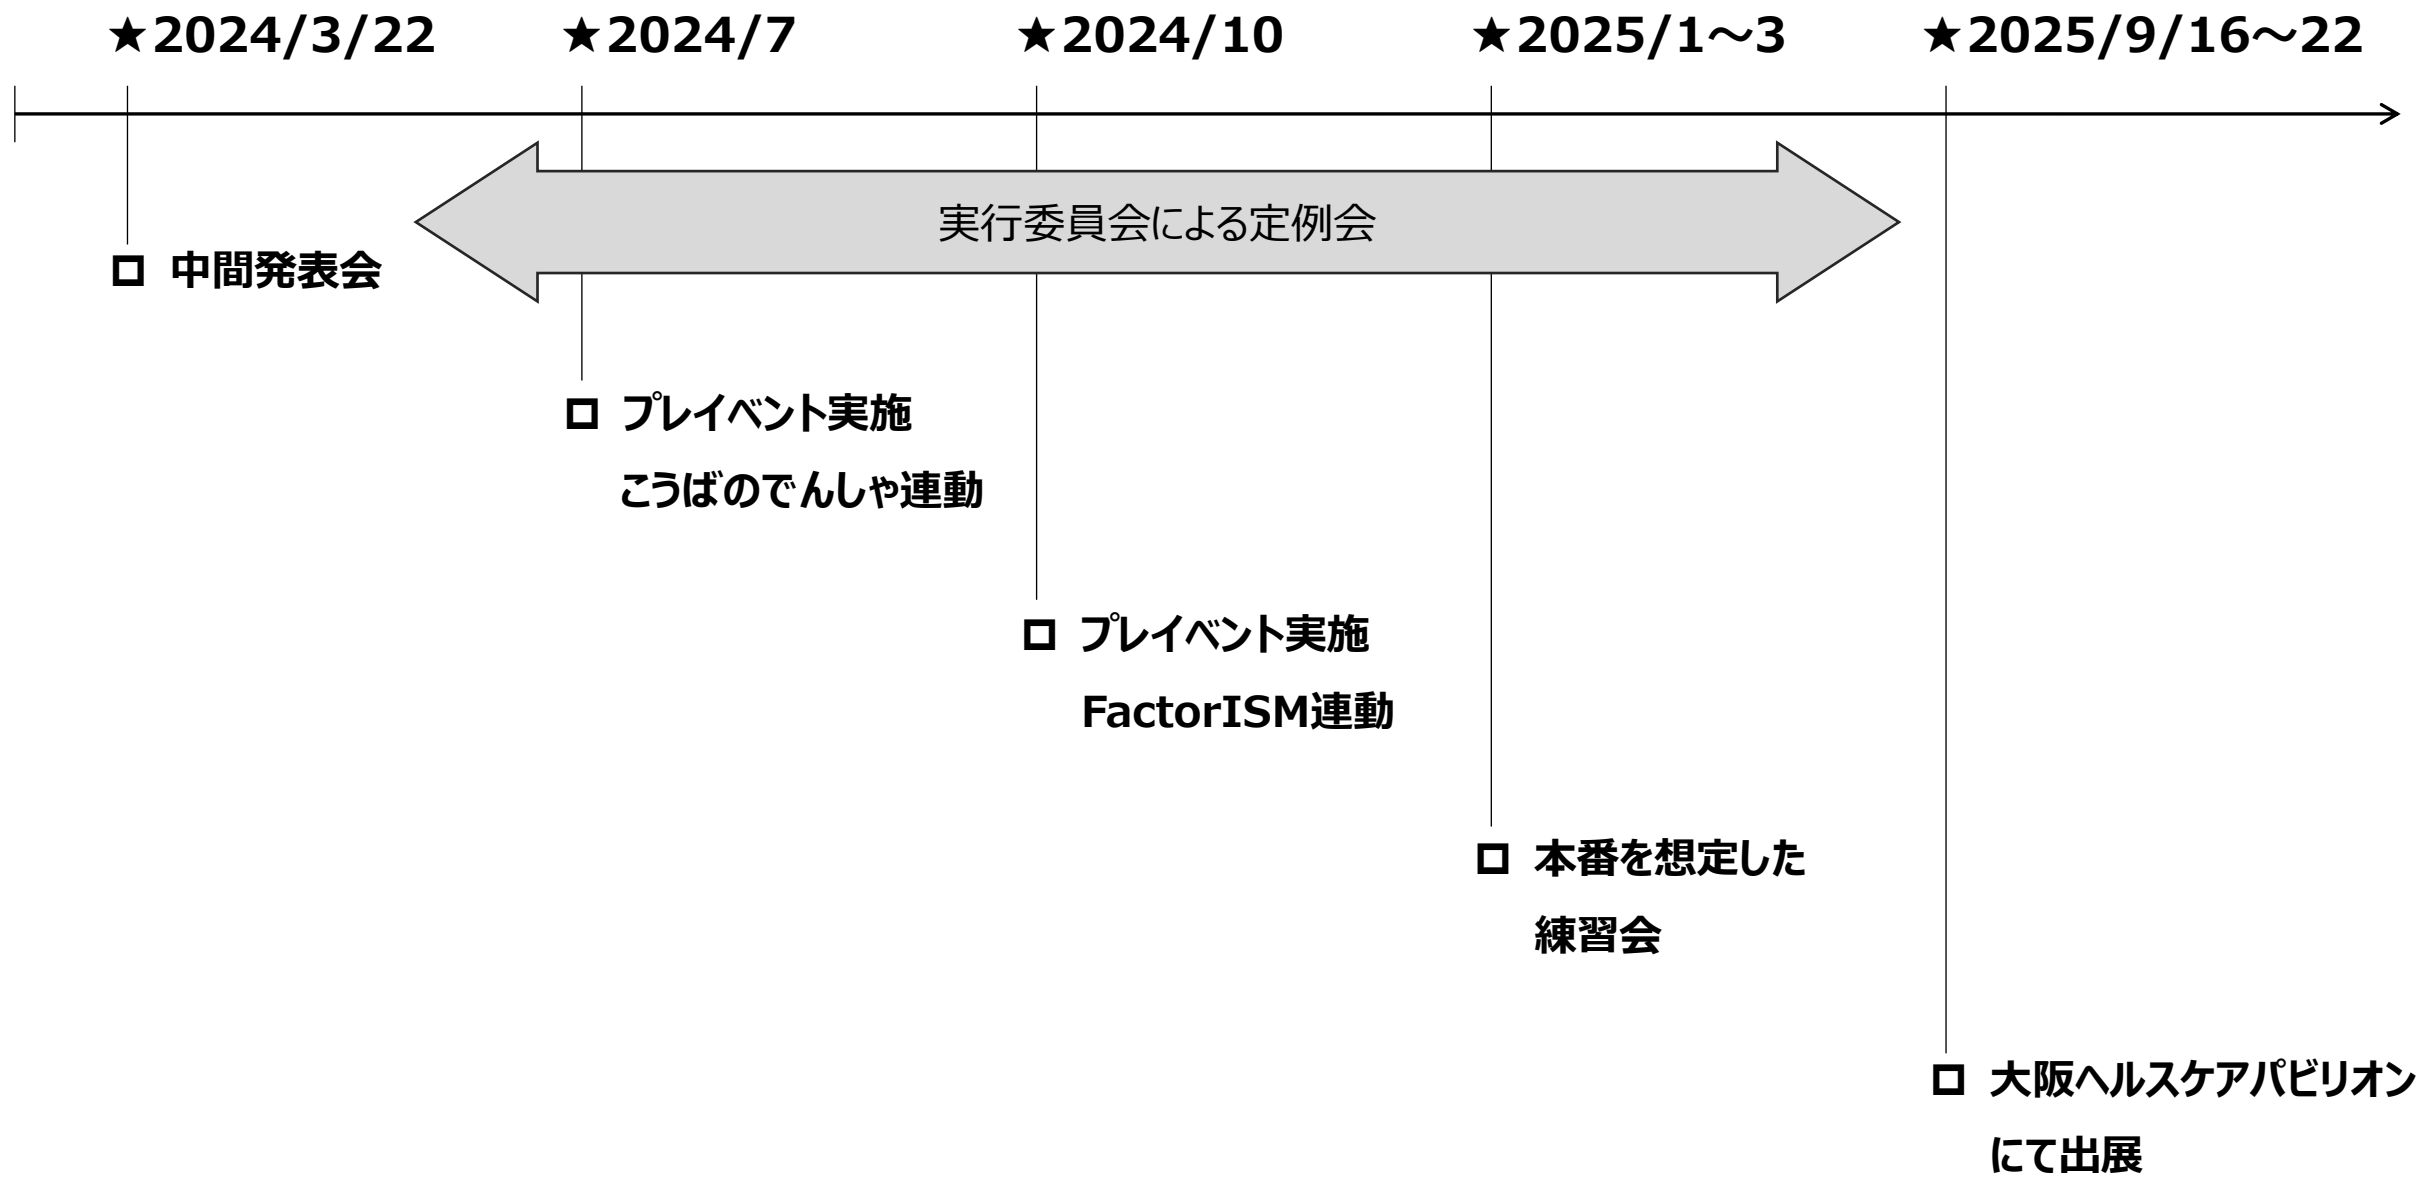 ★2024/3/22
★2024/7
★2024/10
★2025/1～3
★2025/9/16～22
実行委員会による定例会
中間発表会
プレイベント実施
こうばのでんしゃ連動
プレイベント実施
FactorISM連動
本番を想定した
練習会
大阪ヘルスケアパビリオン
にて出展